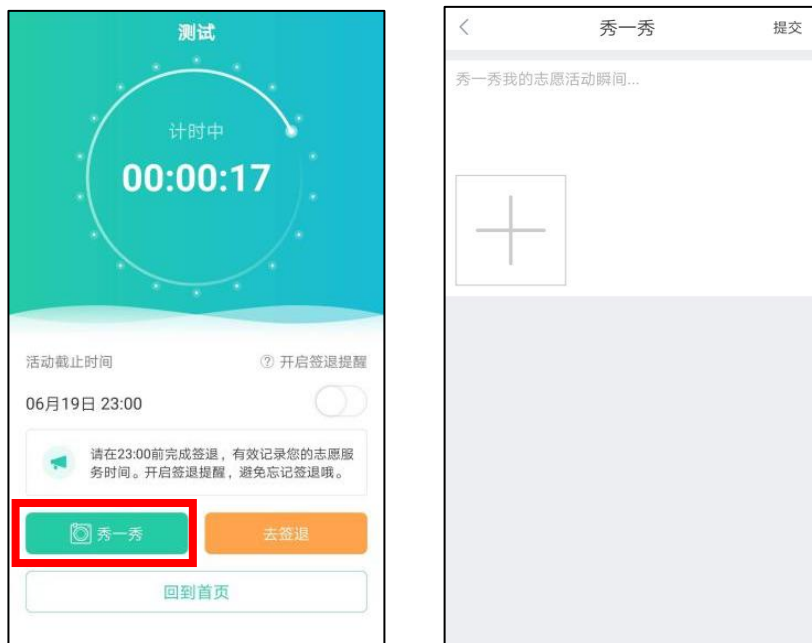 测试
计时中
00:00:17
活动截止时间
? 开启签退提醒
06月19日 23:00
请在23:00前完成签退，有效记录您的志愿服
务时间。开启签退提醒，避免忘记签退哦。
秀一秀
去签退
回到首页
秀一秀
提交
秀一秀我的志愿活动瞬间...